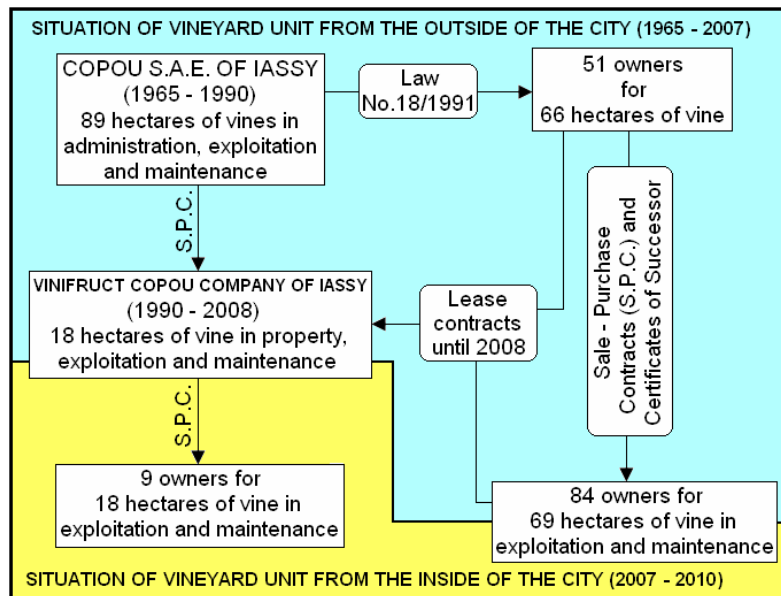 SITUATION OF VINEYARD UNIT FROM THE OUTSIDE OF THE CITY (1965 - 2007)
COPOU S.A.E. OF IASSY
(1965 - 1990)
89 hectares of vines in
administration, exploitation
and maintenance
Law
No.18/1991
51 owners
for
66 hectares of vine
S.P.C.
Sale - Purchase
Contracts (S.P.C.) and
Certificates of Successor
VINIFRUCT COPOU COMPANY OF IASSY
(1990 - 2008)
18 hectares of vine in property,
exploitation and maintenance
Lease
contracts
until 2008
S.P.C.
9 owners for
18 hectares of vine in
exploitation and maintenance
84 owners for
69 hectares of vine in
exploitation and maintenance
SITUATION OF VINEYARD UNIT FROM THE INSIDE OF THE CITY (2007 - 2010)